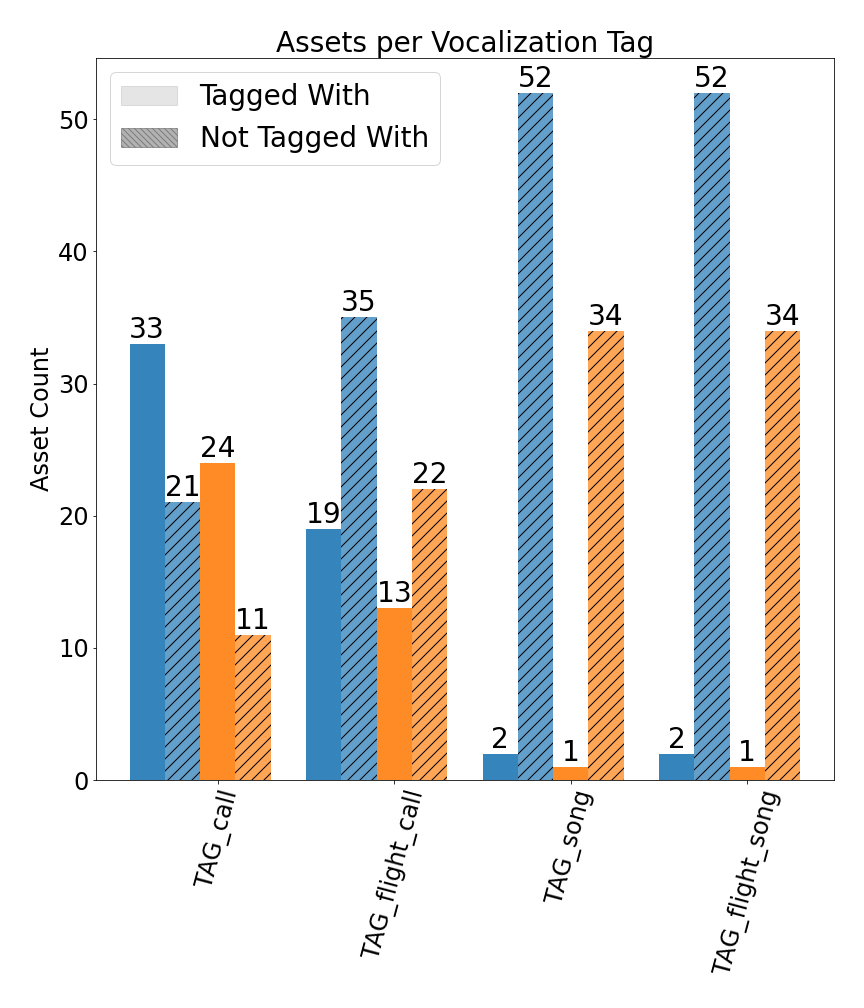 Assets per Vocalization Tag
Tagged With
Not Tagged With
Asset Count
50
40
30
20
10
0
33
21
24
11
19
35
13
22
2
52
1
34
2
52
1
34
TAG_call
TAG_flight_call
TAG_song
TAG_flight_song